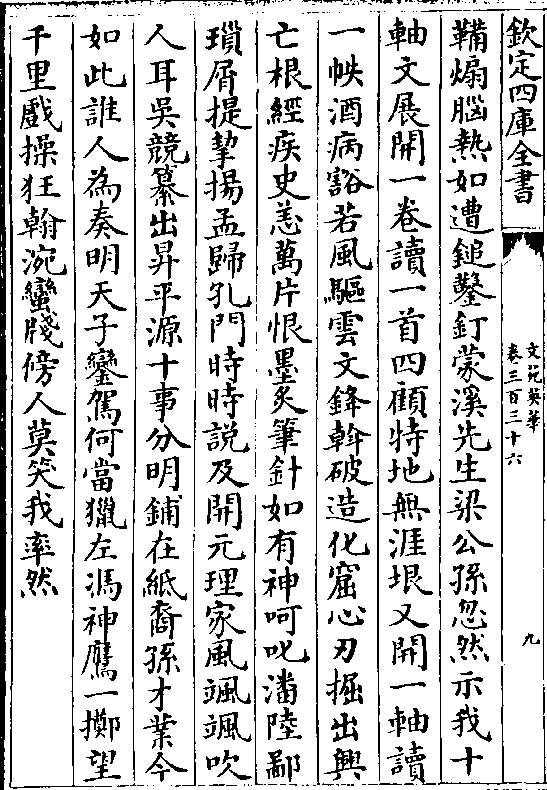 欽定四庫全書
文苑英華
卷三百三十六
九
鞴煽腦熱如遭鎚鑿釘蒙溪先生梁公孫忽然示我十
軸文展開一卷讀一首四顧特地無涯垠又開一軸讀
一帙酒病豁若風驅雲文鋒斡破造化窟心刃掘出興
亡根經疾史恙萬片恨墨炙筆針如有神呵叱潘陸鄙
瑣屑提挈揚孟歸孔門時時説及開元理家風颯颯吹
人耳吳競纂出昇平源十事分明鋪在紙裔孫才業今
如此誰人為奏明天子鑾駕何當獵左馮神鷹一擲望
千里戲操狂翰涴蠻牋傍人莫笑我率然